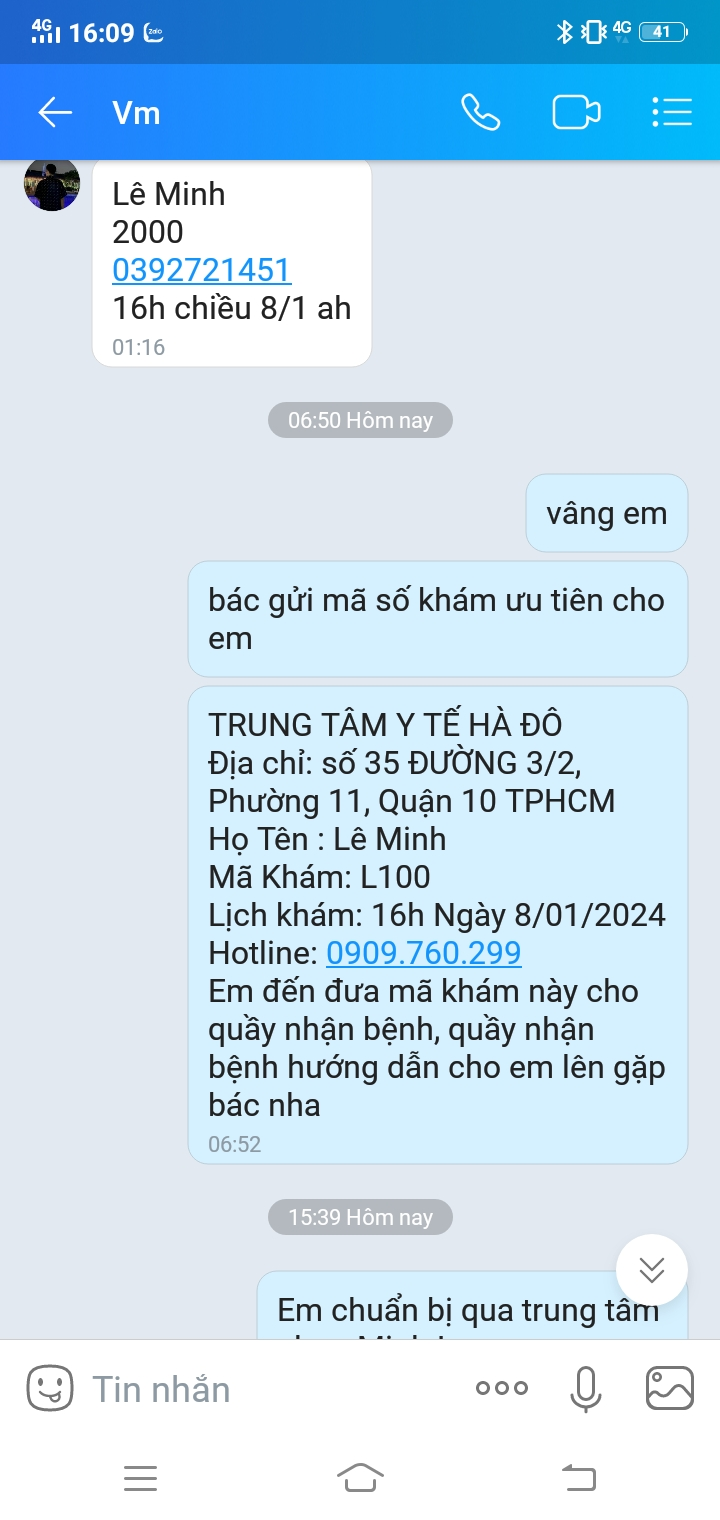 4G 16:09 Zalo 4G 41
Vm
Lê Minh
2000
0392721451
16h chiều 8/1 ah
01:16
06:50 Hôm nay
vâng em
bác gửi mã số khám ưu tiên cho
em
TRUNG TÂM Y TẾ HÀ ĐÔ
Địa chỉ: số 35 ĐƯỜNG 3/2,
Phường 11, Quận 10 TPHCM
Họ Tên : Lê Minh
Mã Khám: L100
Lịch khám: 16h Ngày 8/01/2024
Hotline: 0909.760.299
Em đến đưa mã khám này cho
quầy nhận bệnh, quầy nhận
bệnh hướng dẫn cho em lên gặp
bác nha
06:52
15:39 Hôm nay
Em chuẩn bị qua trung tâm
Tin nhắn